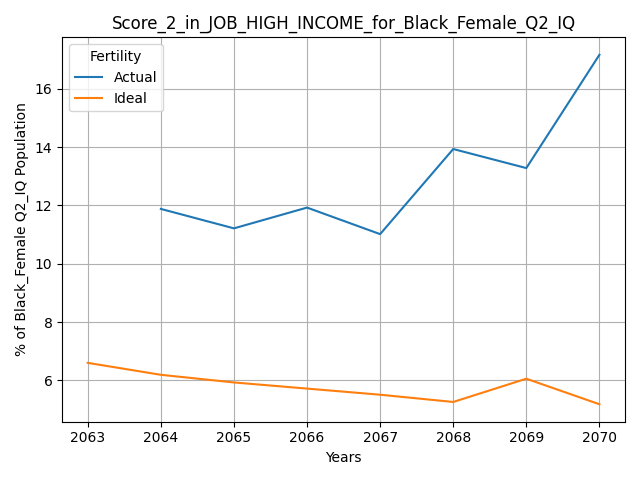 Score_2_in_JOB_HIGH_INCOME_for_Black_Female_Q2_IQ
Fertility
Actual
Ideal
% of Black_Female Q2_IQ Population
16
14
12
10
8
6
2063 2064 2065 2066 2067 2068 2069 2070
Years